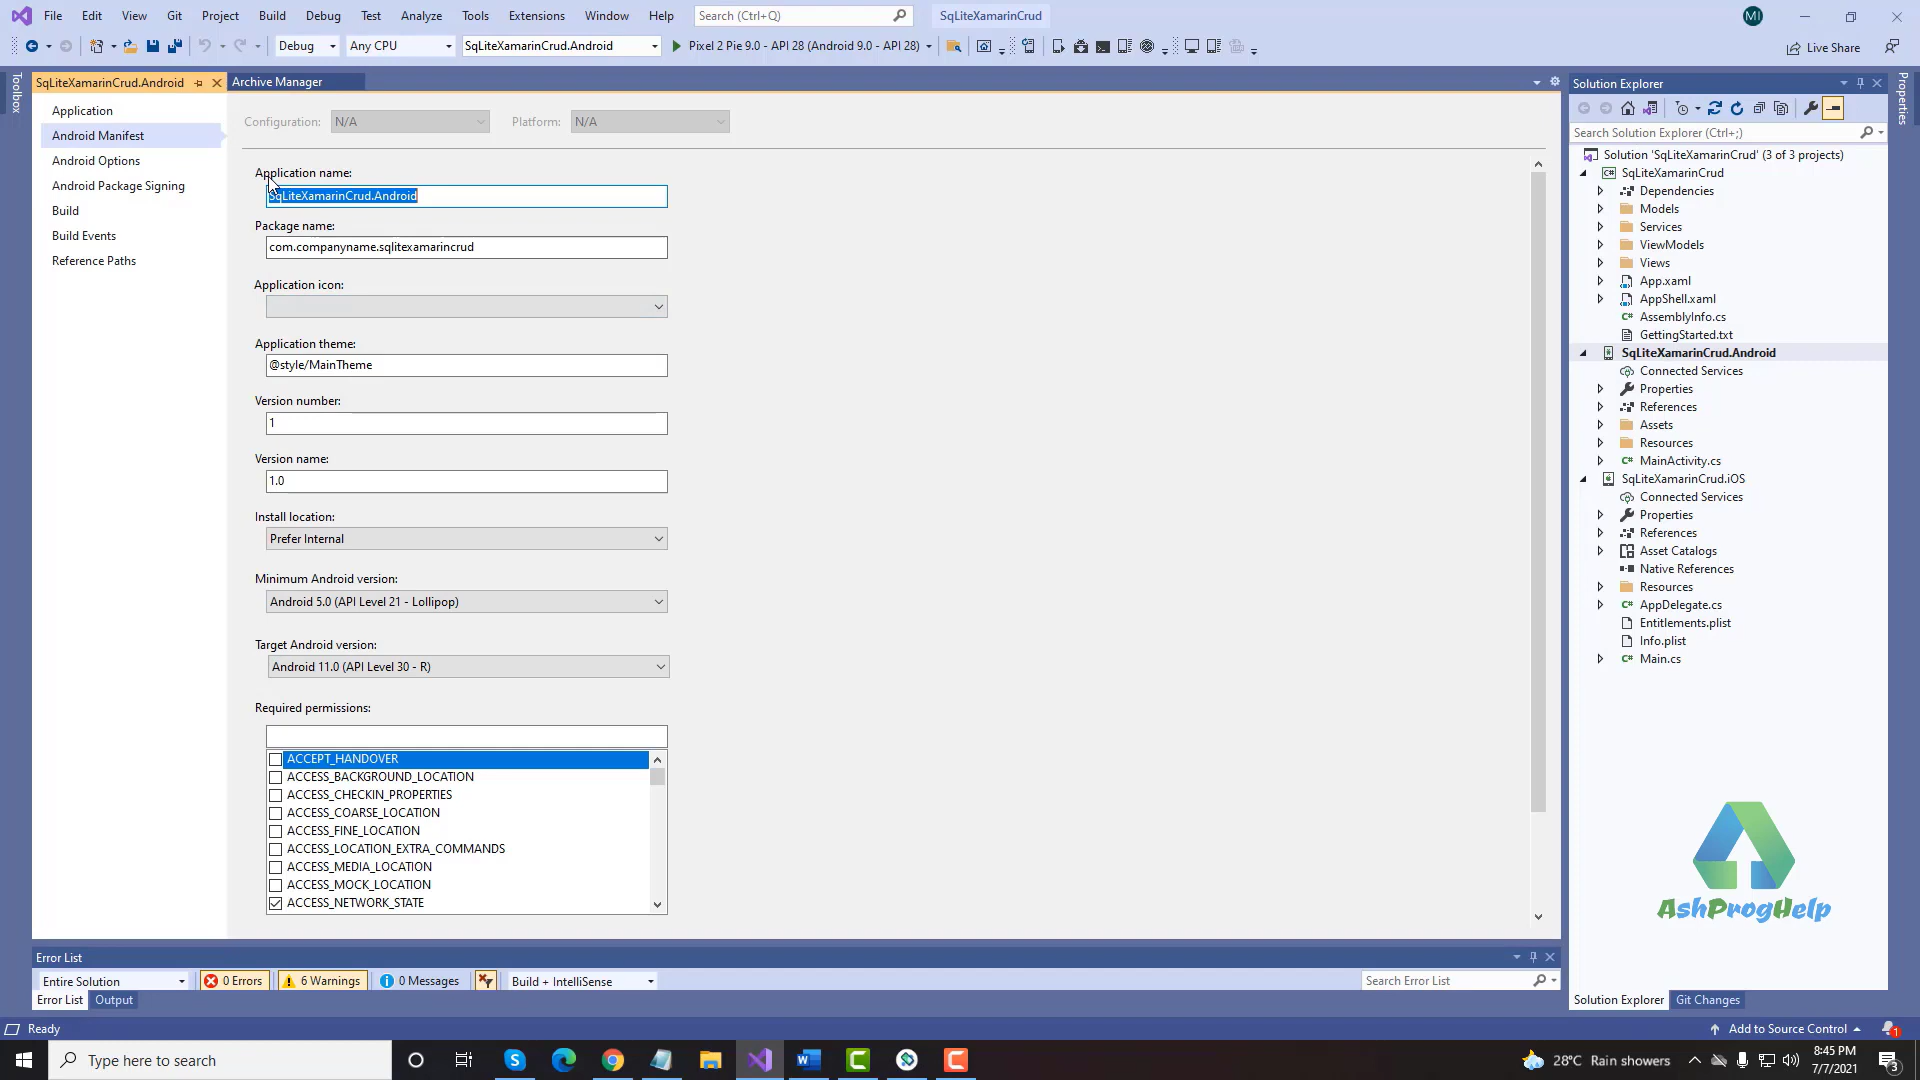 File Edit View Git Project Build Debug Test Analyze Tools Extensions Window Help Search (Ctrl+Q) SqLiteXamarinCrud MI
Debug Any CPU SqLiteXamarinCrud.Android Pixel 2 Pie 9.0 - API 28 (Android 9.0 - API 28) Live Share
Toolbox
SqLiteXamarinCrud.Android Archive Manager
Application
Android Manifest
Android Options
Android Package Signing
Build
Build Events
Reference Paths
Configuration: N/A Platform: N/A
Application name:
SqLiteXamarinCrud.Android
Package name:
com.companyname.sqlitexamarincrud
Application icon:
Application theme:
@style/MainTheme
Version number:
1
Version name:
1.0
Install location:
Prefer Internal
Minimum Android version:
Android 5.0 (API Level 21 - Lollipop)
Target Android version:
Android 11.0 (API Level 30 - R)
Required permissions:
ACCEPT_HANDOVER
ACCESS_BACKGROUND_LOCATION
ACCESS_CHECKIN_PROPERTIES
ACCESS_COARSE_LOCATION
ACCESS_FINE_LOCATION
ACCESS_LOCATION_EXTRA_COMMANDS
ACCESS_MEDIA_LOCATION
ACCESS_MOCK_LOCATION
ACCESS_NETWORK_STATE
Solution Explorer
Search Solution Explorer (Ctrl+;)
Solution 'SqLiteXamarinCrud' (3 of 3 projects)
SqLiteXamarinCrud
Dependencies
Models
Services
ViewModels
Views
App.xaml
AppShell.xaml
AssemblyInfo.cs
GettingStarted.txt
SqLiteXamarinCrud.Android
Connected Services
Properties
References
Assets
Resources
MainActivity.cs
SqLiteXamarinCrud.iOS
Connected Services
Properties
References
Asset Catalogs
Native References
Resources
AppDelegate.cs
Entitlements.plist
Info.plist
Main.cs
AshProgHelp
Solution Explorer Git Changes
Properties
Error List
Entire Solution 0 Errors 6 Warnings 0 Messages Build + IntelliSense Search Error List
Error List Output
Ready Add to Source Control 1
Type here to search 28°C Rain showers 8:45 PM
7/7/2021 3